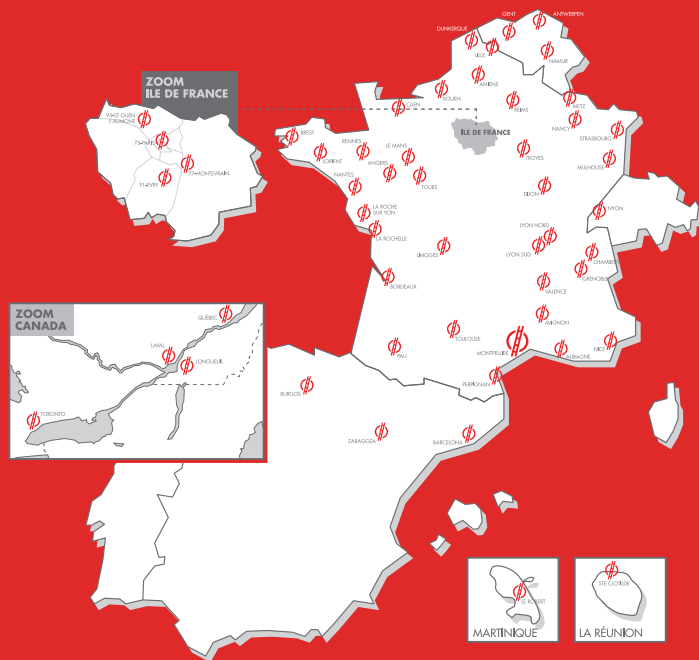 GENT
ANTWERPEN
DUNKERQUE
LILLE
NAMUR
ZOOM
ILE DE FRANCE
AMIENS
ROUEN
CAEN
REIMS
METZ
NANCY
STRASBOURG
ÎLE DE FRANCE
95-ST OUEN
L'AUMONE
75-PARIS
77-MONTEVRAIN
91-EVRY
BREST
RENNES
LORIENT
LE MANS
ANGERS
NANTES
TOURS
TROYES
MULHOUSE
DIJON
LA ROCHE
SUR YON
LA ROCHELLE
NYON
LYON NORD
LYON SUD
LIMOGES
CHAMBERY
GRENOBLE
BORDEAUX
VALENCE
ZOOM
CANADA
QUÉBEC
LAVAL
LONGUEUIL
TORONTO
AVIGNON
TOULOUSE
MONTPELLIER
NICE
AUBAGNE
PAU
PERPIGNAN
BURGOS
ZARAGOZA
BARCELONA
LE ROBERT
MARTINIQUE
STE CLOTILDE
LA RÉUNION